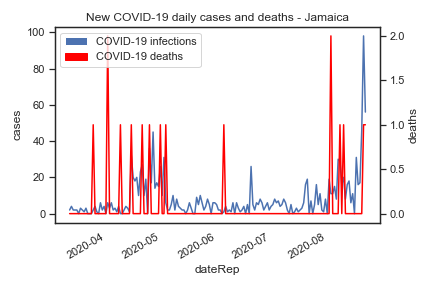 New COVID-19 daily cases and deaths - Jamaica
COVID-19 infections
COVID-19 deaths
100
80
60
40
20
0
cases
2.0
1.5
1.0
0.5
0.0
deaths
2020-04
2020-05
2020-06
2020-07
2020-08
dateRep